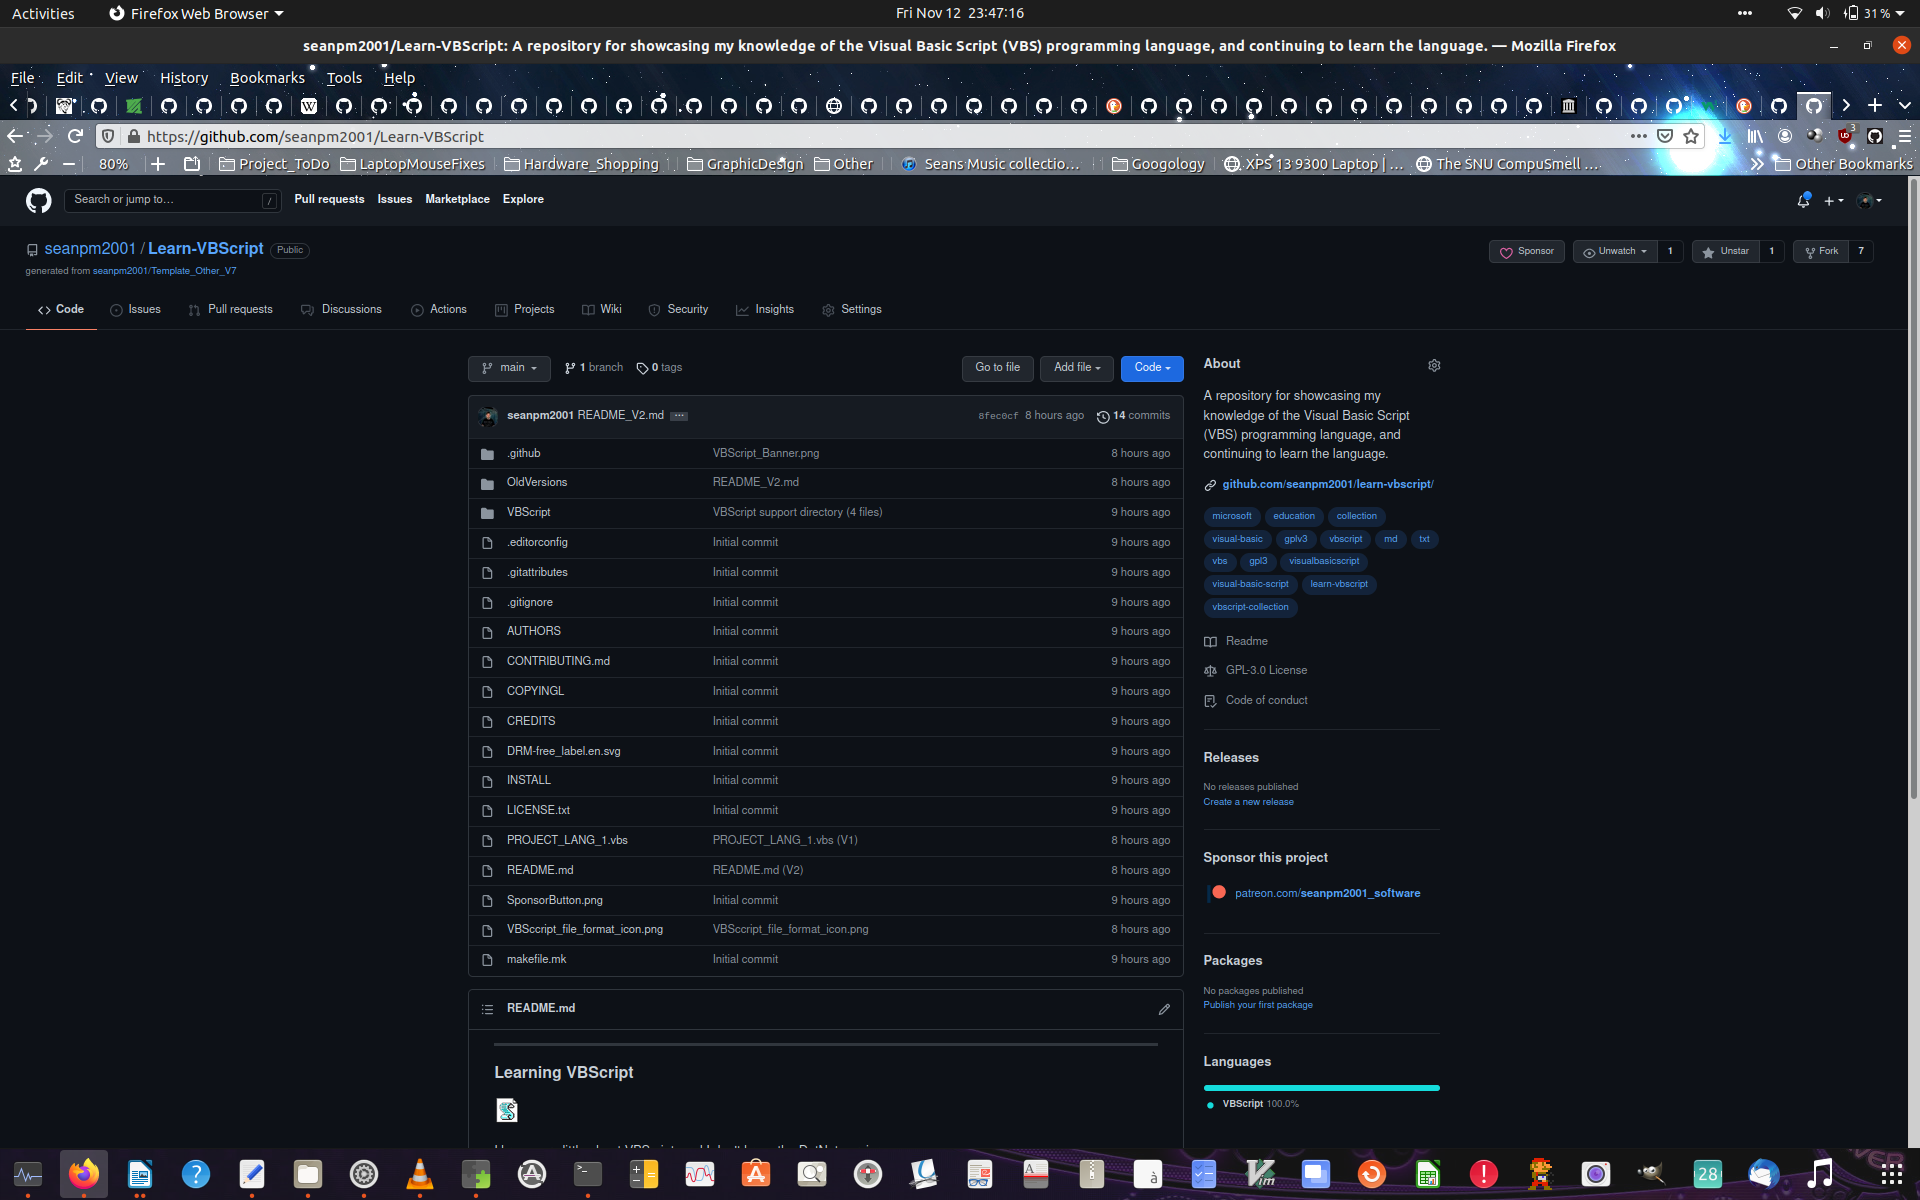 Activities Firefox Web Browser Fri Nov 12 23:47:16 31%
seanpm2001/Learn-VBScript: A repository for showcasing my knowledge of the Visual Basic Script (VBS) programming language, and continuing to learn the language. — Mozilla Firefox
File Edit View History Bookmarks Tools Help
https://github.com/seanpm2001/Learn-VBScript 3
80% Project_ToDo LaptopMouseFixes Hardware_Shopping GraphicDesign Other Seans Music collectio… Googology XPS 13 9300 Laptop | … The SNU CompuSmell … Other Bookmarks
Search or jump to… / Pull requests Issues Marketplace Explore
seanpm2001 / Learn-VBScript Public Sponsor Unwatch 1 Unstar 1 Fork 7
generated from seanpm2001/Template_Other_V7
Code Issues Pull requests Discussions Actions Projects Wiki Security Insights Settings
main 1 branch 0 tags Go to file Add file Code
seanpm2001 README_V2.md ... 8fec0cf 8 hours ago 14 commits
.github VBScript_Banner.png 8 hours ago
OldVersions README_V2.md 8 hours ago
VBScript VBScript support directory (4 files) 9 hours ago
.editorconfig Initial commit 9 hours ago
.gitattributes Initial commit 9 hours ago
.gitignore Initial commit 9 hours ago
AUTHORS Initial commit 9 hours ago
CONTRIBUTING.md Initial commit 9 hours ago
COPYINGL Initial commit 9 hours ago
CREDITS Initial commit 9 hours ago
DRM-free_label.en.svg Initial commit 9 hours ago
INSTALL Initial commit 9 hours ago
LICENSE.txt Initial commit 9 hours ago
PROJECT_LANG_1.vbs PROJECT_LANG_1.vbs (V1) 8 hours ago
README.md README.md (V2) 8 hours ago
SponsorButton.png Initial commit 9 hours ago
VBSccript_file_format_icon.png VBSccript_file_format_icon.png 8 hours ago
makefile.mk Initial commit 9 hours ago
README.md
Learning VBScript
About
A repository for showcasing my
knowledge of the Visual Basic Script
(VBS) programming language, and
continuing to learn the language.
github.com/seanpm2001/learn-vbscript/
microsoft education collection
visual-basic gplv3 vbscript md txt
vbs gpl3 visualbasicscript
visual-basic-script learn-vbscript
vbscript-collection
Readme
GPL-3.0 License
Code of conduct
Releases
No releases published
Create a new release
Sponsor this project
patreon.com/seanpm2001_software
Packages
No packages published
Publish your first package
Languages
VBScript 100.0%
28